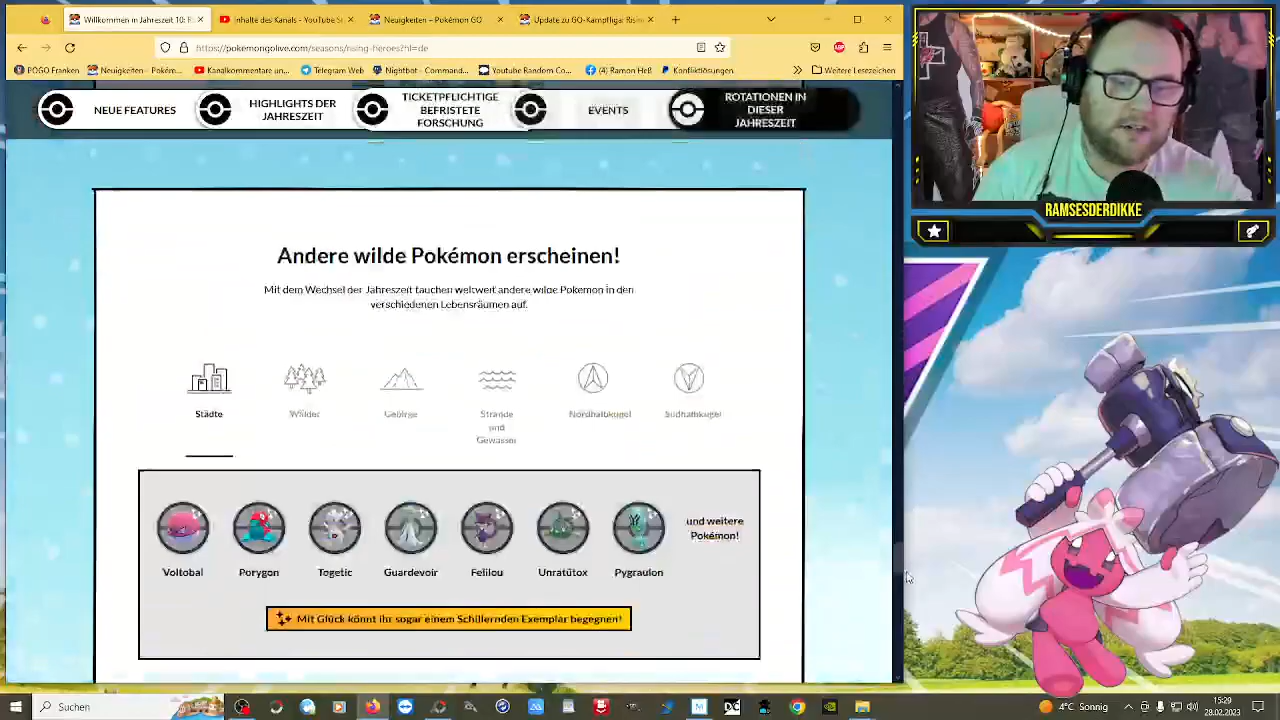 Willkommen in Jahreszeit 10: R
Inhalte des Kanals - YouTube St
Neuigkeiten – Pokémon GO
Update zu GO-Kampfliga: Rising
https://pokemongolive.com/seasons/rising-heroes?hl=de
POGO Franken
Neuigkeiten – Pokém...
Kanalkommentare un...
Telegram Web
Nightbot - Comman...
Youtube Random Co...
(4) Ramon Heß
Konfliktlösungen.
Weitere Lesezeichen
NEUE FEATURES
HIGHLIGHTS DER
JAHRESZEIT
TICKETPFLICHTIGE
BEFRISTETE
FORSCHUNG
EVENTS
ROTATIONEN IN
DIESER
JAHRESZEIT
RAMSESDERDIKKE
Andere wilde Pokémon erscheinen!
Mit dem Wechsel der Jahreszeit tauchen weltweit andere wilde Pokémon in den
verschiedenen Lebensräumen auf.
Städte
Wälder
Gebirge
Strände
und
Gewässer
Nordhalbkugel
Südhalbkugel
Voltobal
Porygon
Togetic
Guardevoir
Felilou
Unratütox
Pygraulon
und weitere
Pokémon!
Mit Glück könnt ihr sogar einem Schillernden Exemplar begegnen!
Suchen
4°C Sonnig
15:29
28.02.2023